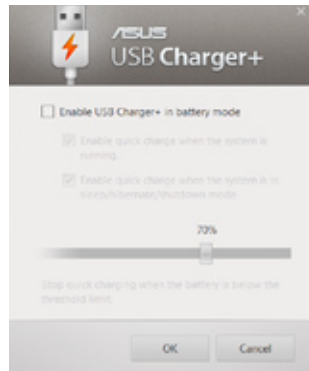 ASUS
USB Charger+
Enable USB Charger+ in battery mode
Enable quick charge when the system is
running.
Enable quick charge when the system is in
sleep/hibernate/shutdown mode.
70%
Stop quick charging when the battery is below the
threshold limit.
OK
Cancel